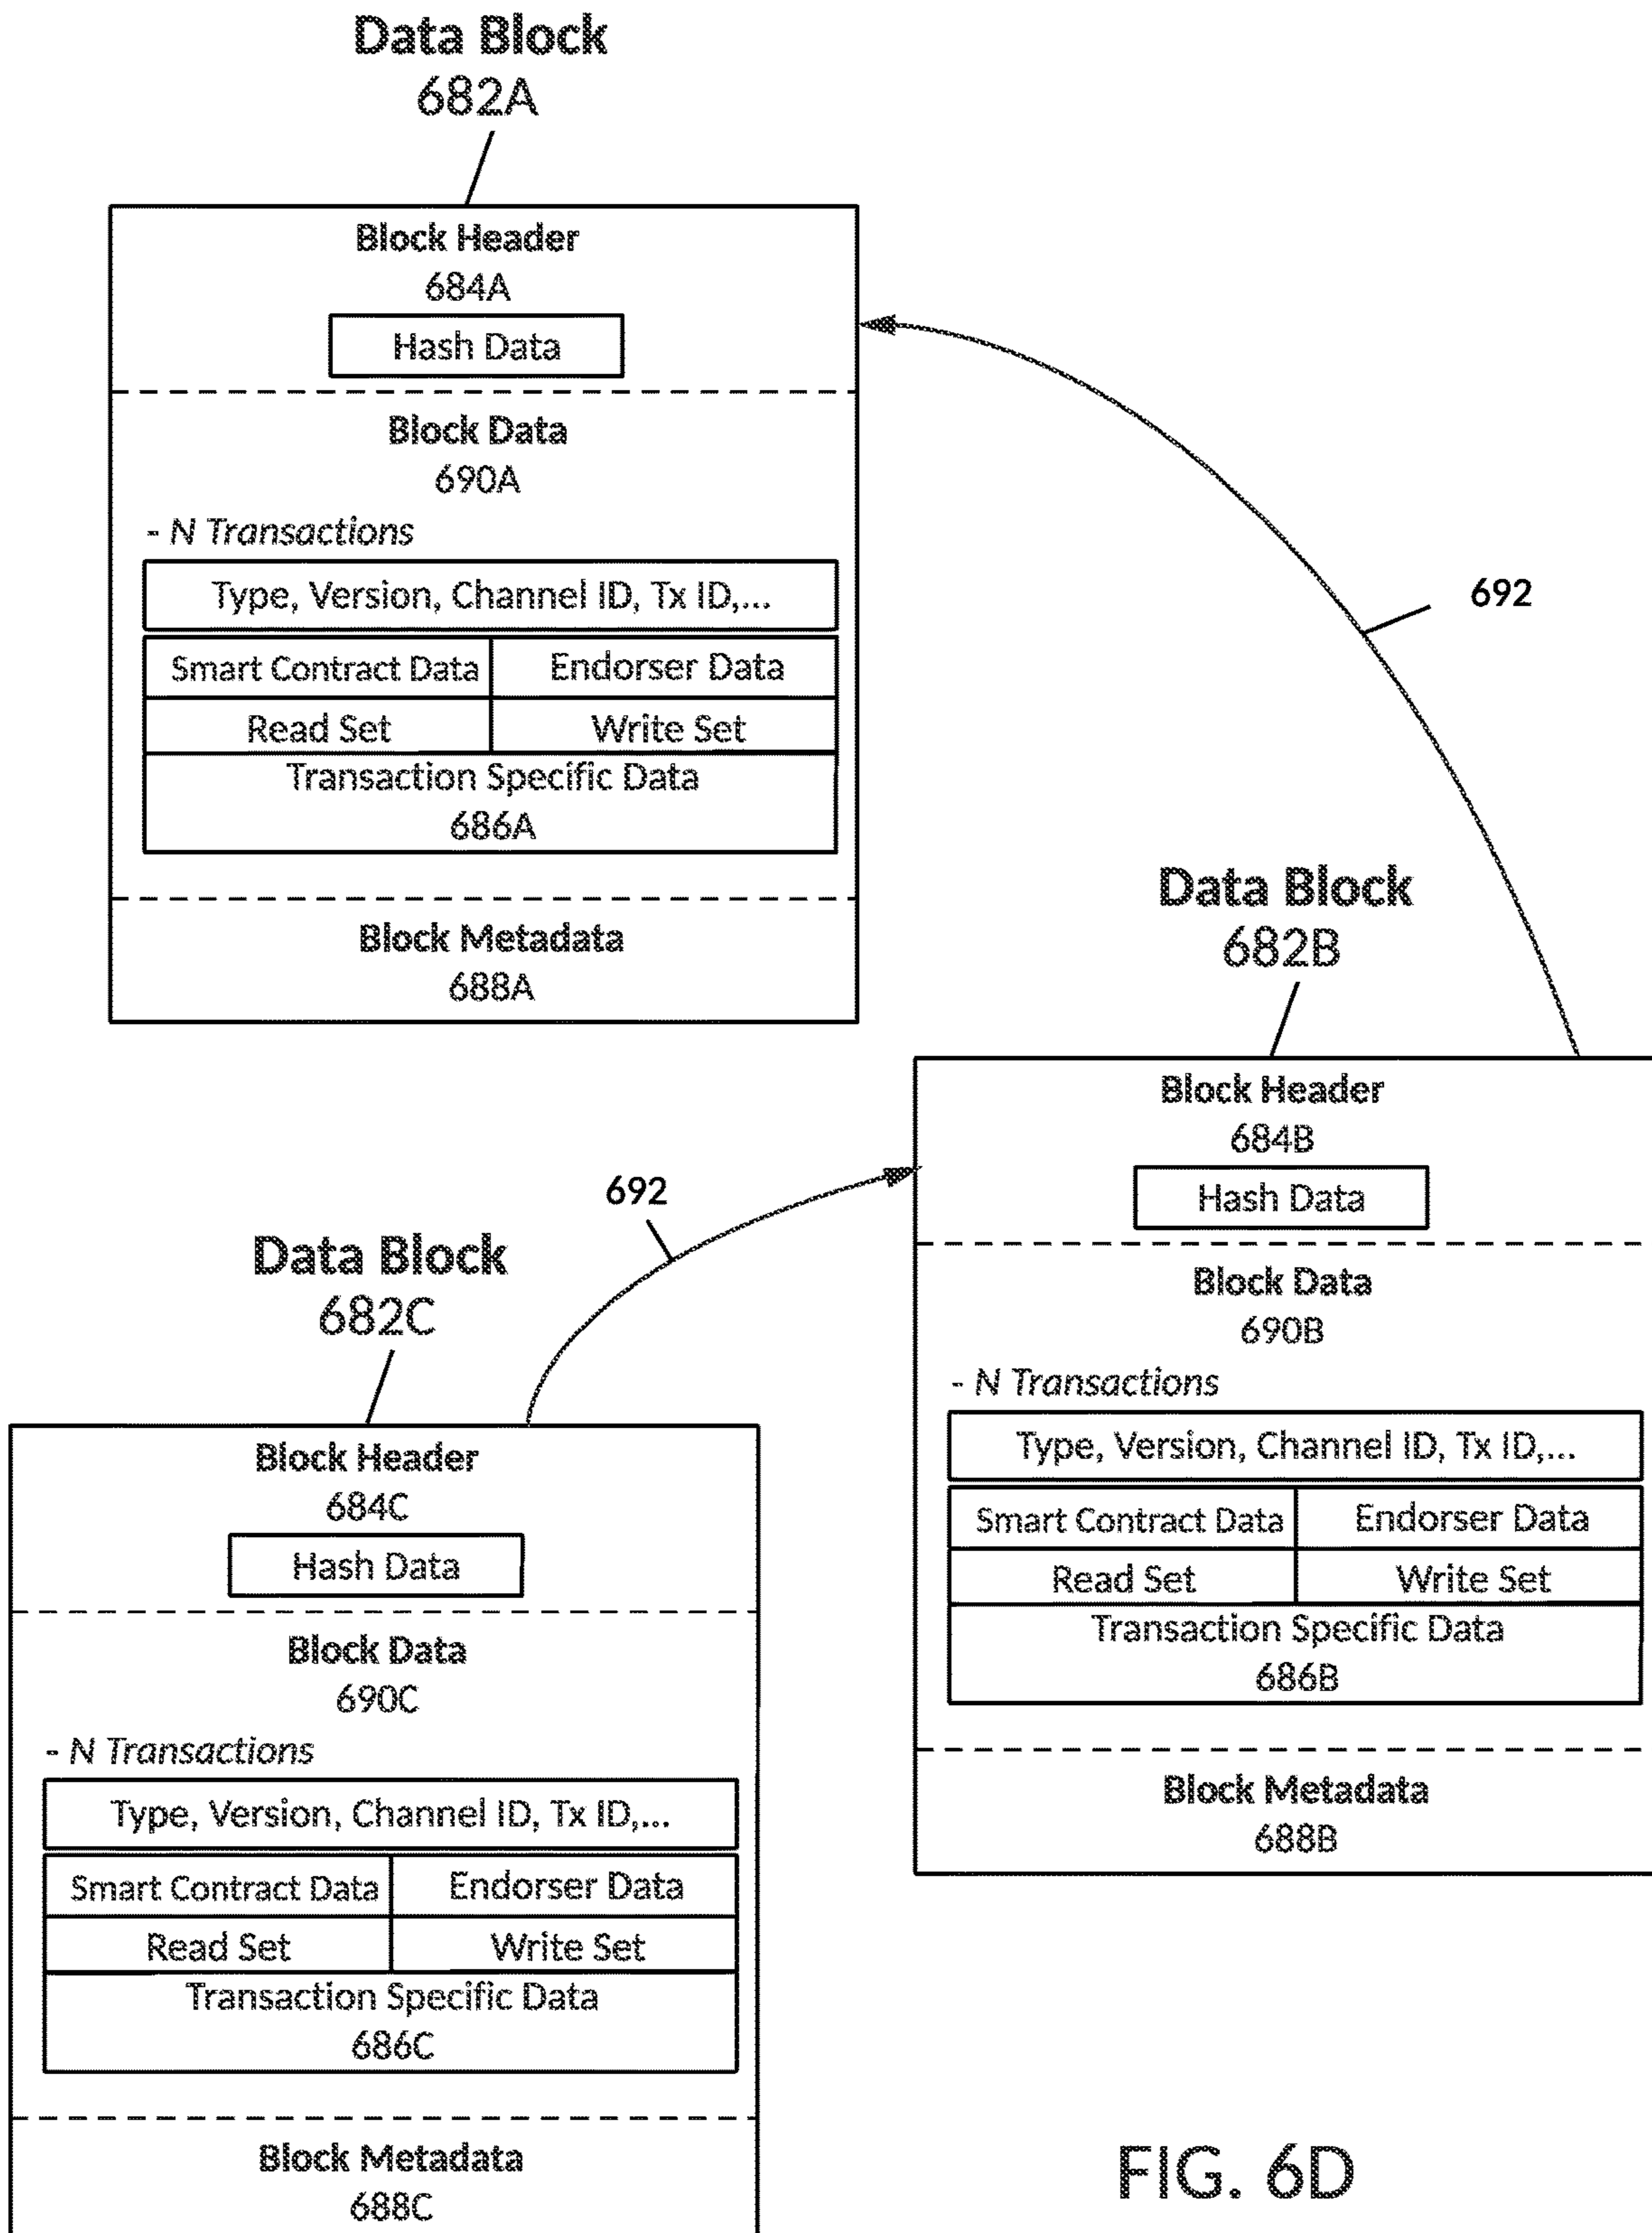 Data Block
682A
Block Header
684A
Hash Data
Block Data
690A
- N Transactions
Type, Version, Channel ID, Tx ID,...
Smart Contract Data
Endorser Data
Read Set
Write Set
Transaction Specific Data
686A
Block Metadata
688A
692
Data Block
682B
Block Header
684B
Hash Data
Block Data
690B
- N Transactions
Type, Version, Channel ID, Tx ID,...
Smart Contract Data
Endorser Data
Read Set
Write Set
Transaction Specific Data
686B
Block Metadata
688B
692
Data Block
682C
Block Header
684C
Hash Data
Block Data
690C
- N Transactions
Type, Version, Channel ID, Tx ID,...
Smart Contract Data
Endorser Data
Read Set
Write Set
Transaction Specific Data
686C
Block Metadata
688C
FIG. 6D